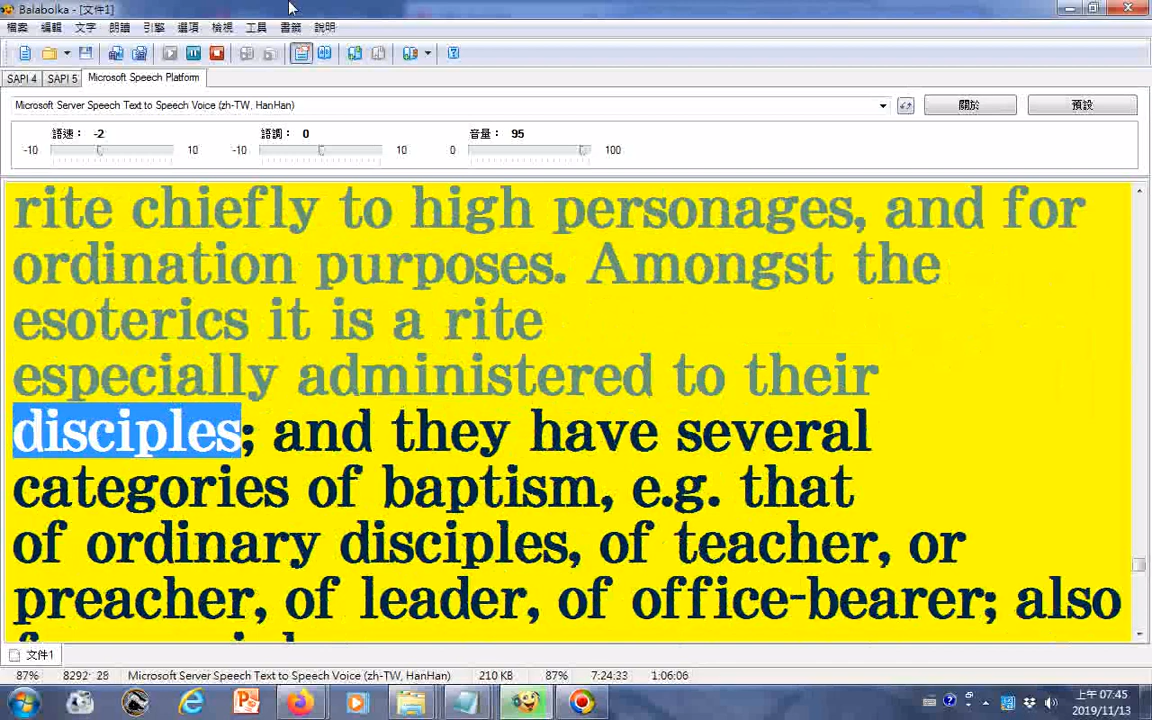 Balabolka - [文件1]
檔案 編輯 文字 朗讀 引擎 選項 檢視 工具 書籤 說明
SAPI 4 SAPI 5 Microsoft Speech Platform
Microsoft Server Speech Text to Speech Voice (zh-TW, HanHan) 關於 預設
語速： -2 語調： 0 音量： 95
-10 10 -10 10 0 100
rite chiefly to high personages, and for
ordination purposes. Amongst the
esoterics it is a rite
especially administered to their
disciples; and they have several
categories of baptism, e.g. that
of ordinary disciples, of teacher, or
preacher, of leader, of office-bearer; also
文件1
87% 8292: 28 Microsoft Server Speech Text to Speech Voice (zh-TW, HanHan) 210 KB 87% 7:24:33 1:06:06
上午 07:45
2019/11/13